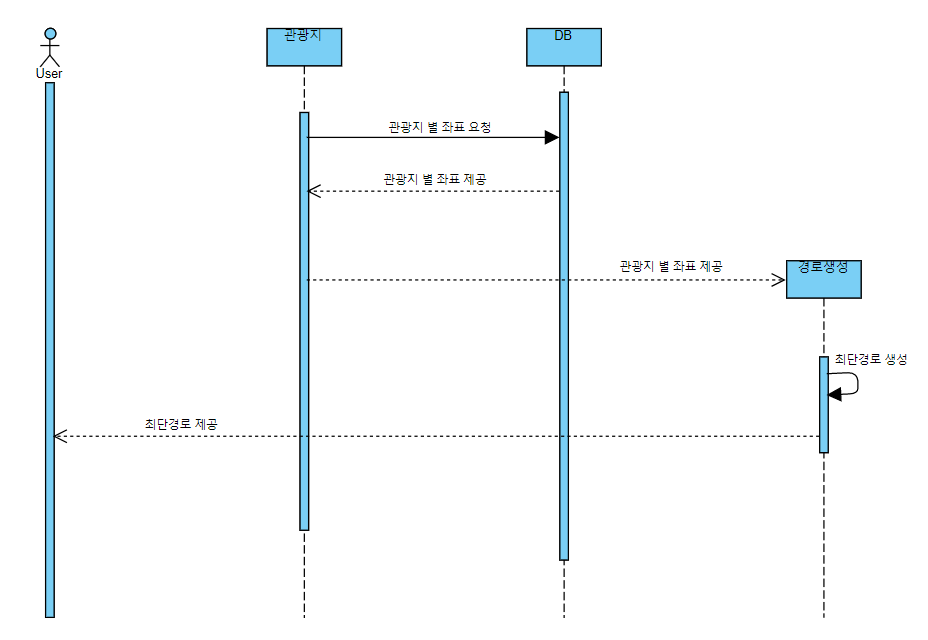 User
관광지
DB
관광지 별 좌표 요청
관광지 별 좌표 제공
관광지 별 좌표 제공
경로생성
최단경로 생성
최단경로 제공